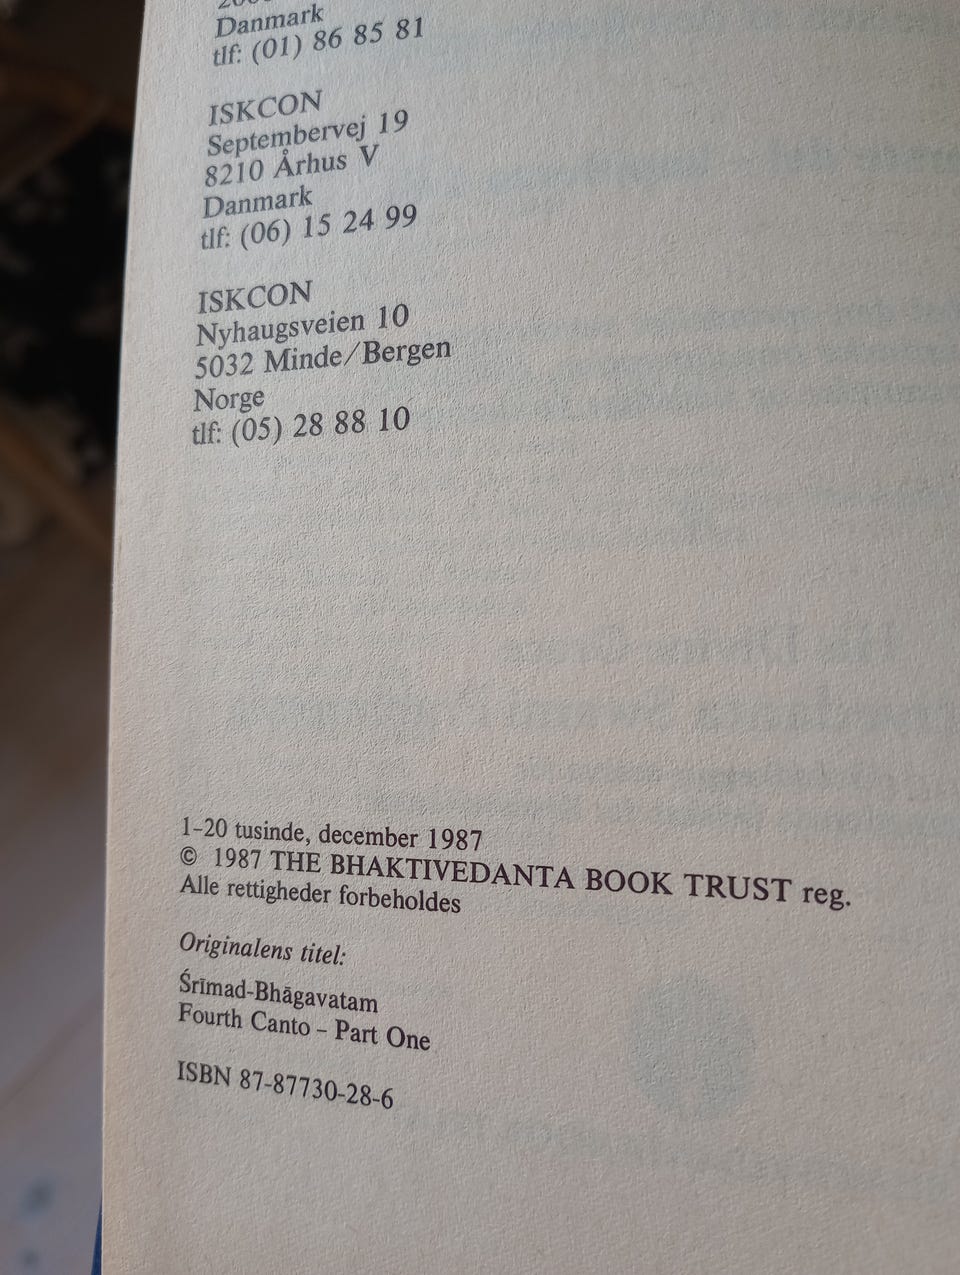 Danmark
tlf: (01) 86 85 81
ISKCON
Septembervej 19
8210 Århus V
Danmark
tlf: (06) 15 24 99
ISKCON
Nyhaugsveien 10
5032 Minde/Bergen
Norge
tlf: (05) 28 88 10
1-20 tusinde, december 1987
© 1987 THE BHAKTIVEDANTA BOOK TRUST reg.
Alle rettigheder forbeholdes
Originalens titel:
Śrīmad-Bhāgavatam
Fourth Canto – Part One
ISBN 87-87730-28-6